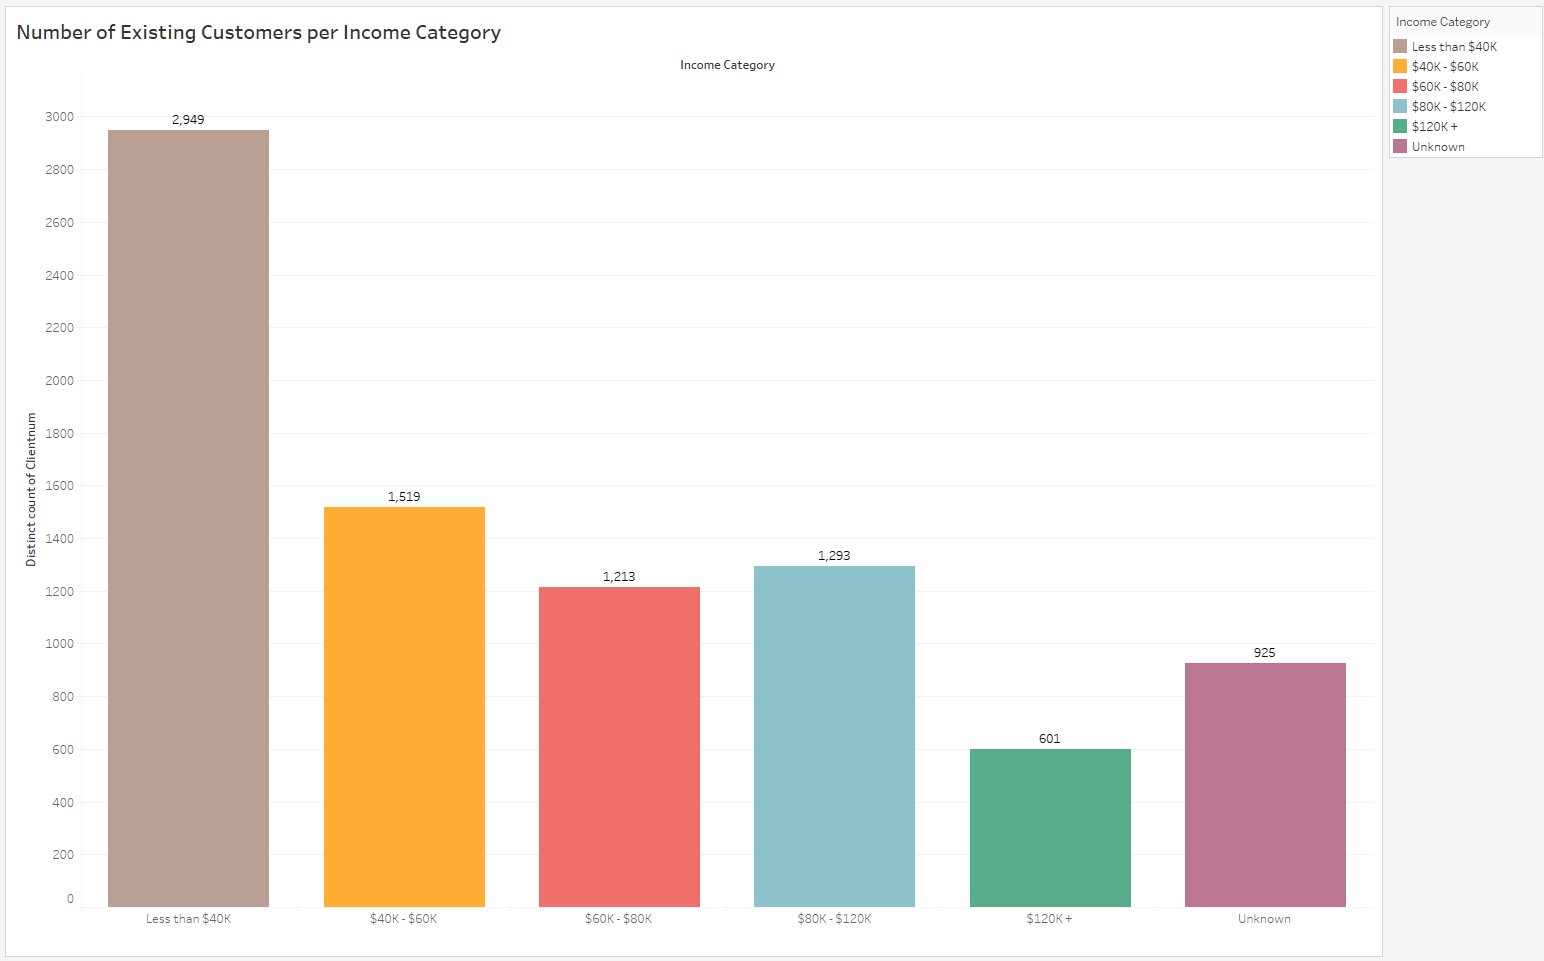 Number of Existing Customers per Income Category
Income Category
3000
2800
2600
2400
2200
2000
1800
1600
1400
1200
1000
800
600
400
200
0
Distinct count of Clientnum
2,949
1,519
1,213
1,293
601
925
Less than $40K
$40K - $60K
$60K - $80K
$80K - $120K
$120K +
Unknown
Income Category
Less than $40K
$40K - $60K
$60K - $80K
$80K - $120K
$120K +
Unknown